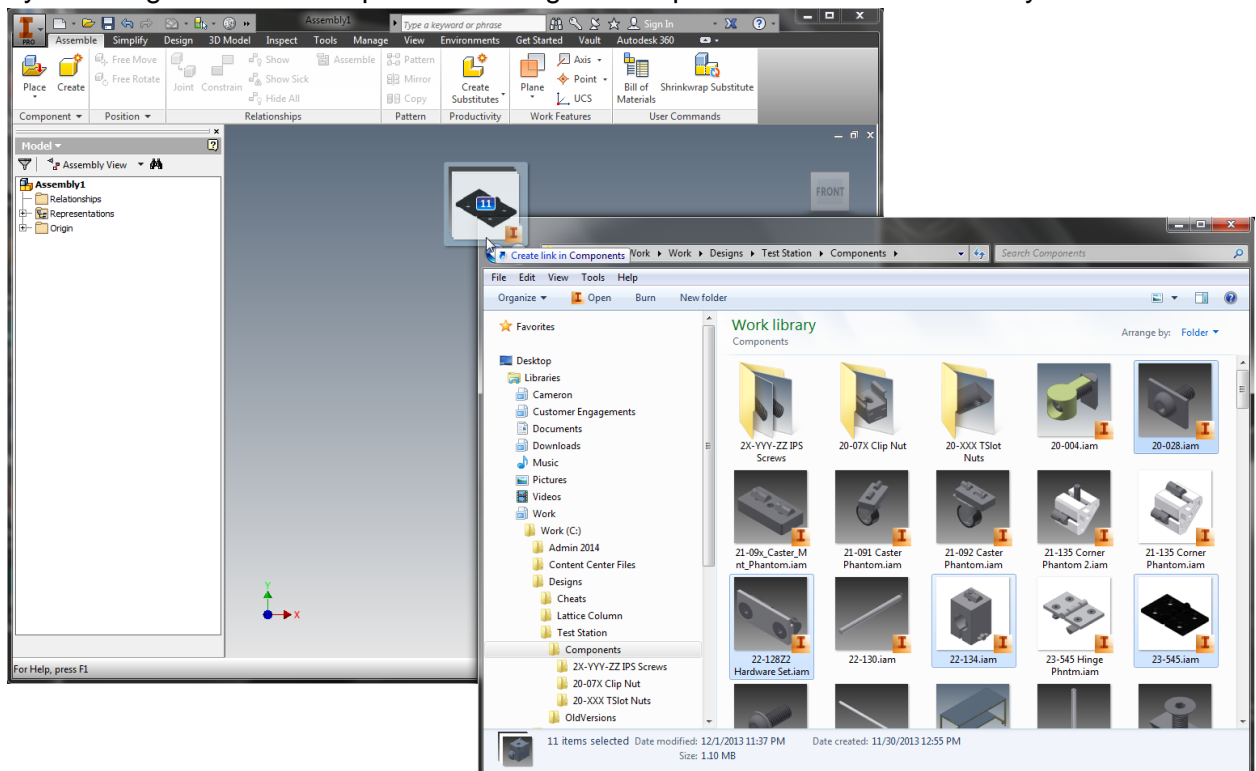 Assembly1
Type a keyword or phrase
Sign In
PRO
Assemble Simplify Design 3D Model Inspect Tools Manage View Environments Get Started Vault Autodesk 360
Place
Create
Free Move
Free Rotate
Joint
Constrain
Show
Show Sick
Hide All
Assemble
Pattern
Mirror
Copy
Create
Substitutes
Plane
Axis
Point
UCS
Bill of
Materials
Shrinkwrap Substitute
Component
Position
Relationships
Pattern
Productivity
Work Features
User Commands
Model
Assembly View
Assembly1
Relationships
Representations
Origin
FRONT
11
Y
X
For Help, press F1
Create link in Components
Work
Work
Designs
Test Station
Components
Search Components
File Edit View Tools Help
Organize
Open
Burn
New folder
Favorites
Desktop
Libraries
Cameron
Customer Engagements
Documents
Downloads
Music
Pictures
Videos
Work
Work (C:)
Admin 2014
Content Center Files
Designs
Cheats
Lattice Column
Test Station
Components
2X-YYY-ZZ IPS Screws
20-07X Clip Nut
20-XXX TSlot Nuts
OldVersions
Work library
Components
Arrange by: Folder
2X-YYY-ZZ IPS
Screws
20-07X Clip Nut
20-XXX TSlot
Nuts
20-004.iam
20-028.iam
21-09x_Caster_M
nt_Phantom.iam
21-091 Caster
Phantom.iam
21-092 Caster
Phantom.iam
21-135 Corner
Phantom 2.iam
21-135 Corner
Phantom.iam
22-128Z2
Hardware Set.iam
22-130.iam
22-134.iam
23-545 Hinge
Phntm.iam
23-545.iam
11 items selected Date modified: 12/1/2013 11:37 PM Date created: 11/30/2013 12:55 PM
Size: 1.10 MB